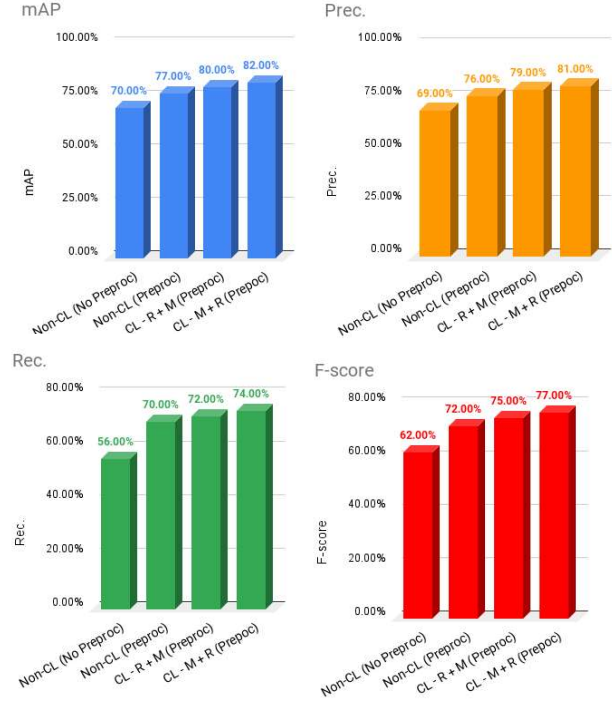 mAP
100.00%
75.00%
50.00%
25.00%
0.00%
mAP
70.00%
77.00%
80.00%
82.00%
Non-CL (No Preproc)
Non-CL (Preproc)
CL - R + M (Preproc)
CL - M + R (Prepoc)
Prec.
100.00%
75.00%
50.00%
25.00%
0.00%
Prec.
69.00%
76.00%
79.00%
81.00%
Non-CL (No Preproc)
Non-CL (Preproc)
CL - R + M (Preproc)
CL - M + R (Prepoc)
Rec.
80.00%
60.00%
40.00%
20.00%
0.00%
Rec.
56.00%
70.00%
72.00%
74.00%
Non-CL (No Preproc)
Non-CL (Preproc)
CL - R + M (Preproc)
CL - M + R (Prepoc)
F-score
80.00%
60.00%
40.00%
20.00%
0.00%
F-score
62.00%
72.00%
75.00%
77.00%
Non-CL (No Preproc)
Non-CL (Preproc)
CL - R + M (Preproc)
CL - M + R (Prepoc)